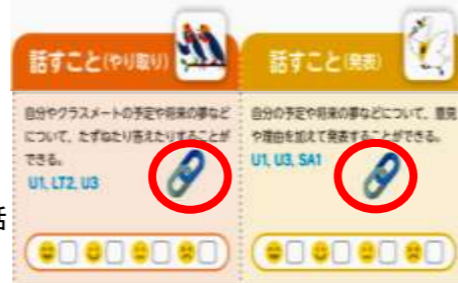 話すこと(やり取り)
自分やクラスメートの予定や将来の夢など
について、たずねたり答えたりすることが
できる。
U1, LT2, U3
話すこと(発表)
自分の予定や将来の夢などについて、意見
や理由を加えて発表することができる。
U1, U3, SA1
話